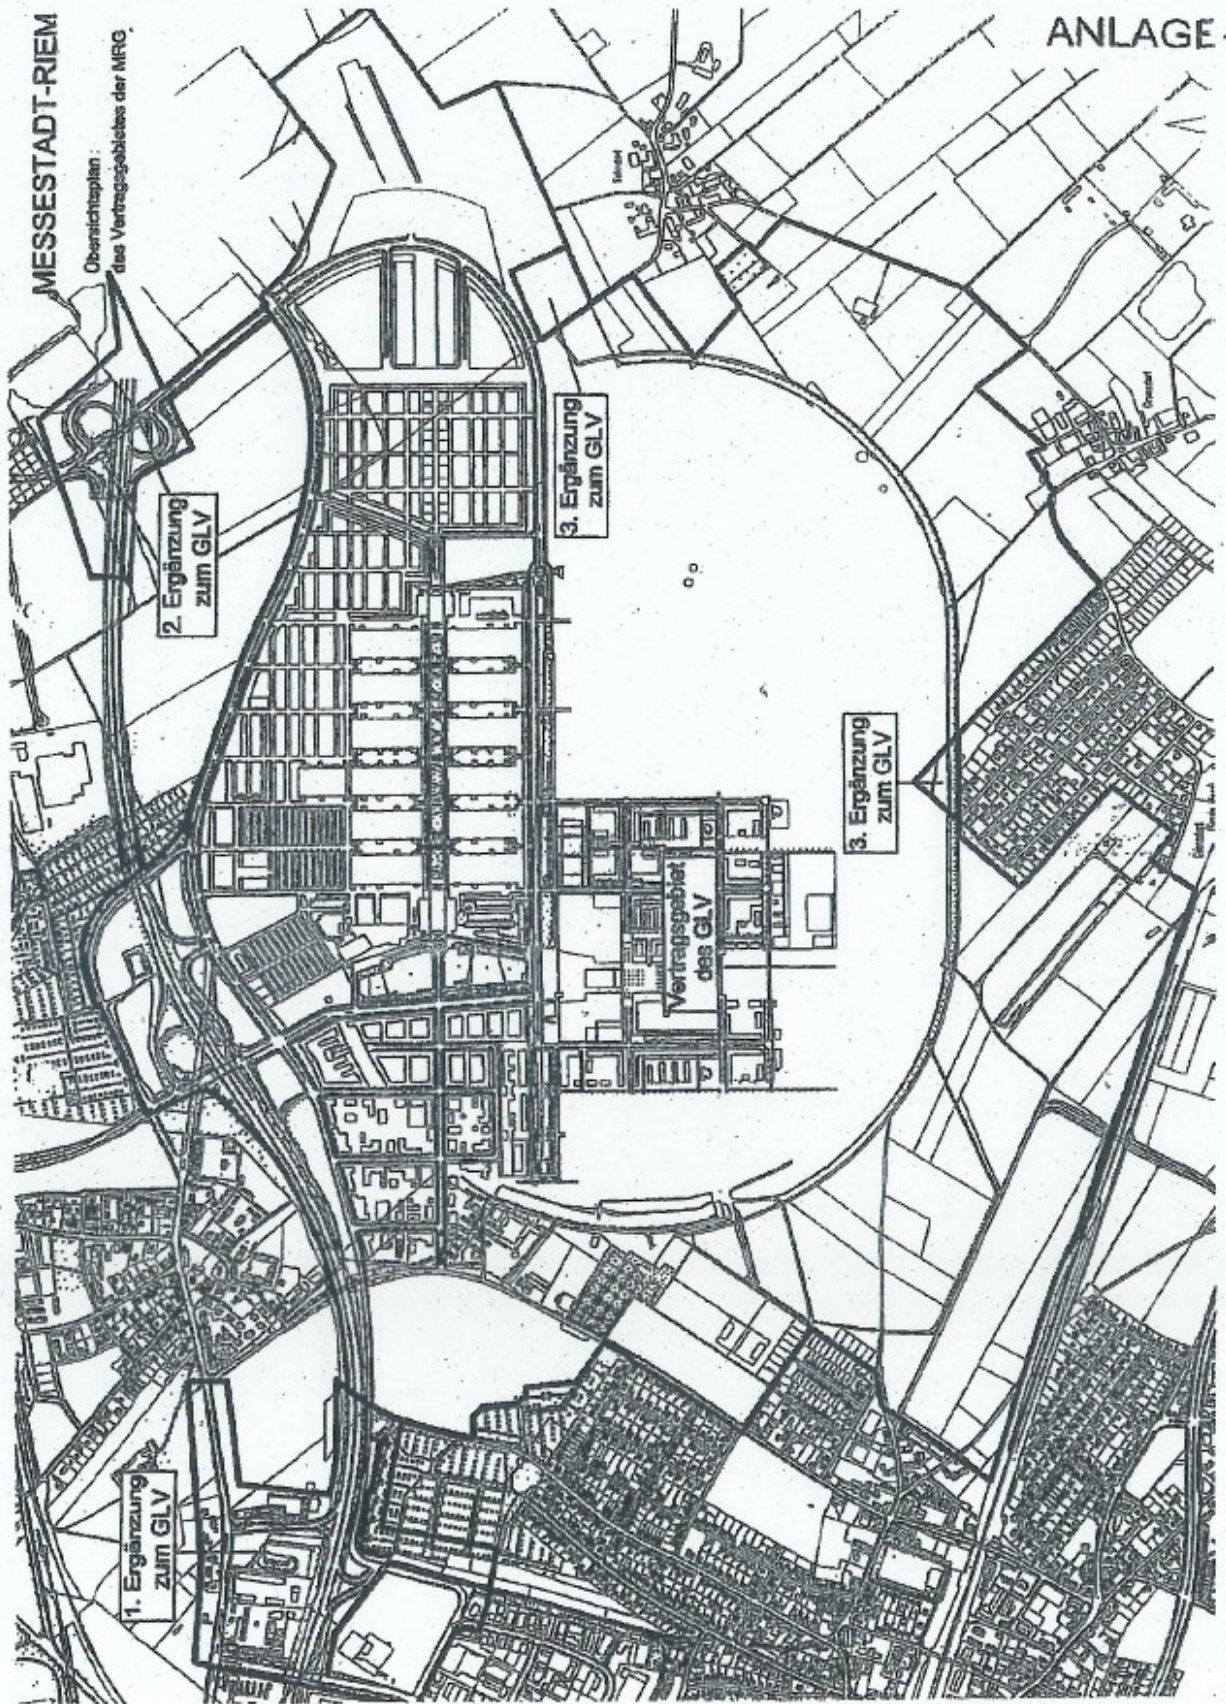 ANLAGE
MESSESTADT-RIEM
Übersichtsplan:
des Vertragsgebietes der MRG
2. Ergänzung
zum GLV
3. Ergänzung
zum GLV
3. Ergänzung
zum GLV
Vertragsgebiet
des GLV
1. Ergänzung
zum GLV